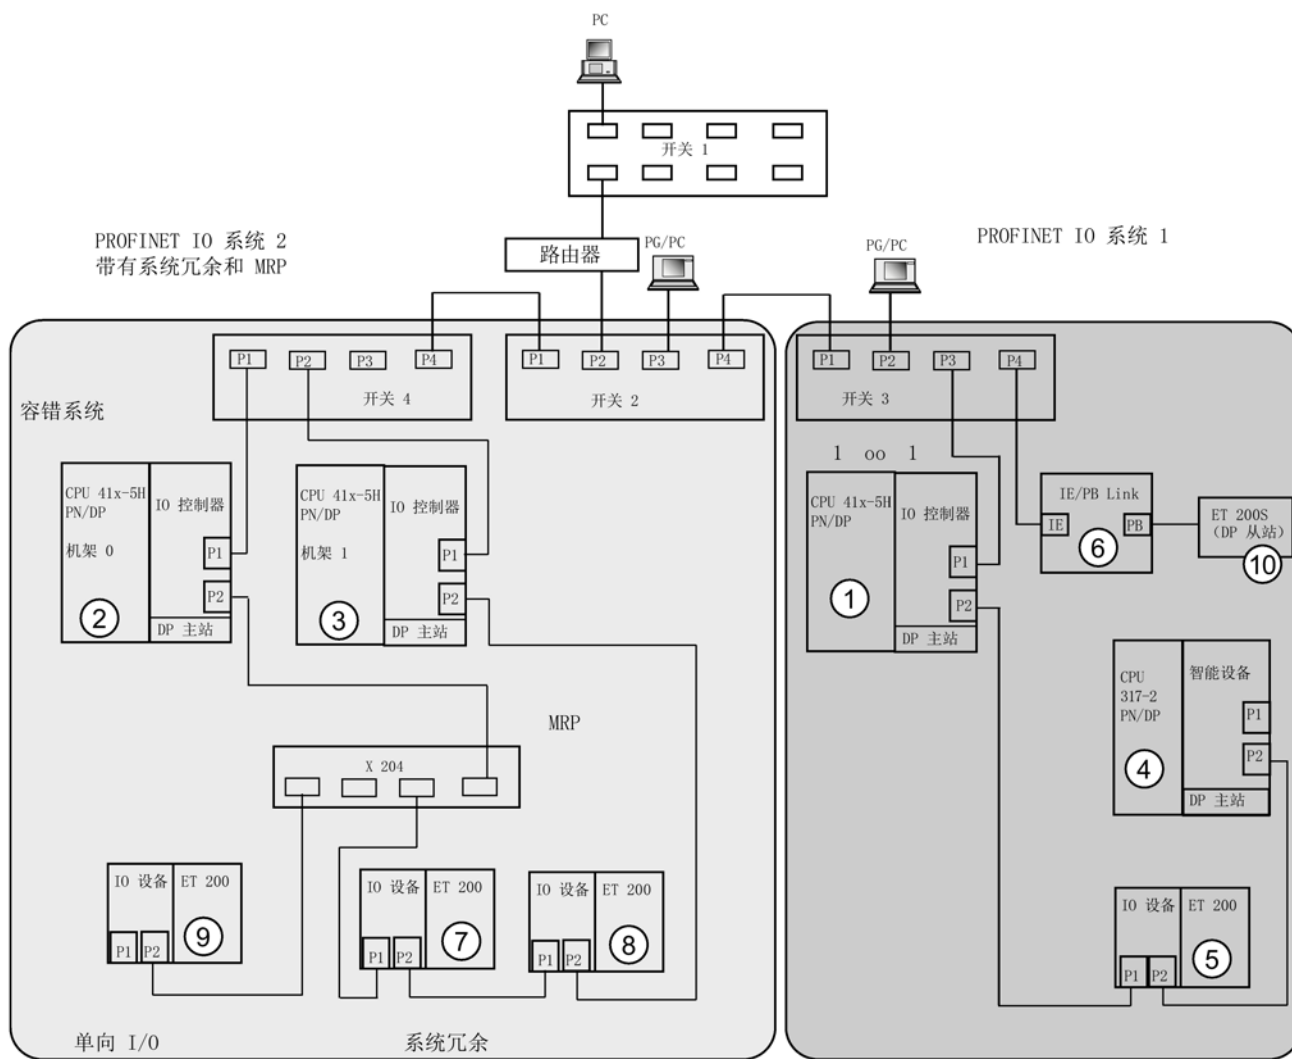 PC
开关 1
PROFINET IO 系统 2
带有系统冗余和 MRP
路由器
PG/PC
PG/PC
PROFINET IO 系统 1
P1 P2 P3 P4
开关 4
P1 P2 P3 P4
开关 2
P1 P2 P3 P4
开关 3
容错系统
CPU 41x-5H
PN/DP
机架 0
IO 控制器
P1
P2
DP 主站
2
CPU 41x-5H
PN/DP
机架 1
IO 控制器
P1
P2
DP 主站
3
1 oo 1
CPU 41x-5H
PN/DP
IO 控制器
P1
P2
DP 主站
1
IE/PB Link
IE
PB
6
ET 200S
(DP 从站)
10
CPU
317-2
PN/DP
智能设备
P1
P2
DP 主站
4
MRP
X 204
IO 设备
ET 200
P1 P2
9
IO 设备
ET 200
P1 P2
7
IO 设备
ET 200
P1 P2
8
IO 设备
ET 200
P1 P2
5
单向 I/O
系统冗余